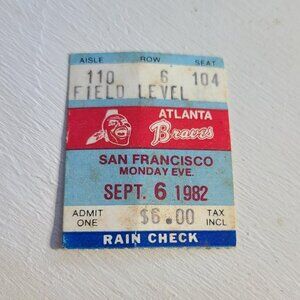 AISLE ROW SEAT
110 6 104
FIELD LEVEL
ATLANTA
Braves
SAN FRANCISCO
MONDAY EVE.
SEPT. 6 1982
ADMIT ONE $6.00 TAX INCL
RAIN CHECK